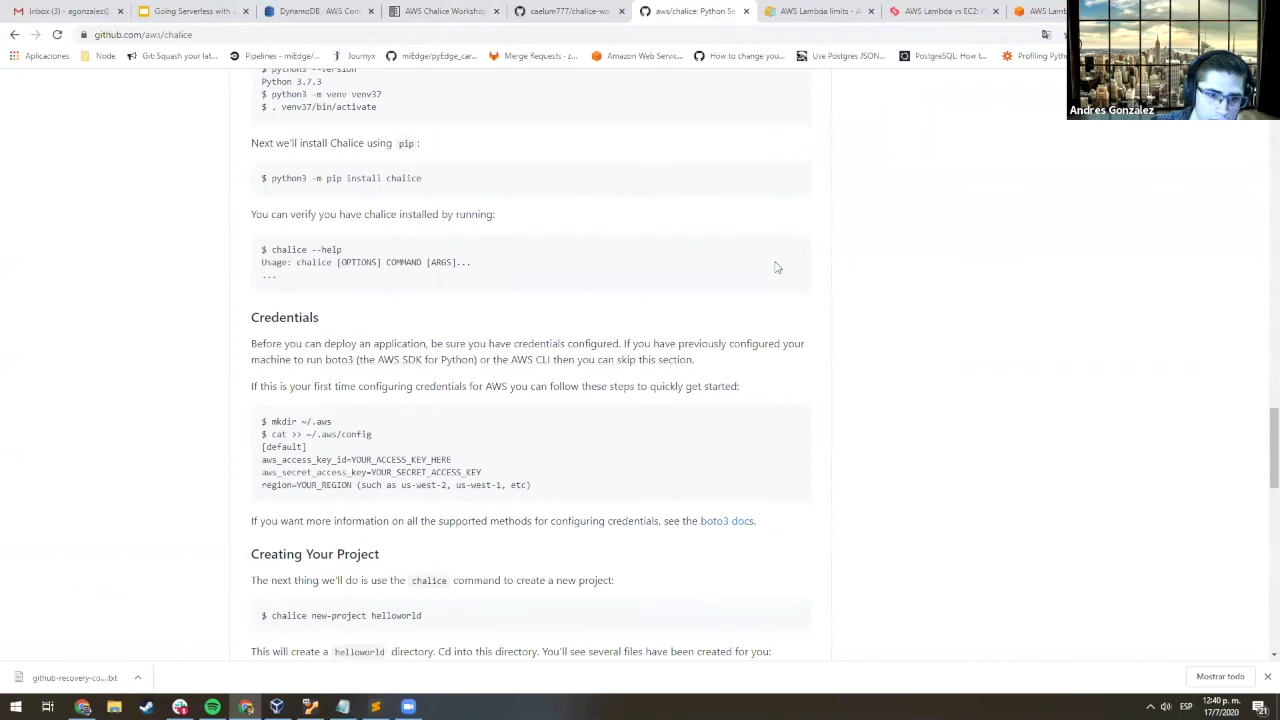 Inbox (3) - agonzalez@
Going Serverless with a
DynamoDB · AWS Con
AWS Chalice Workshop
caelum777/chalice-wo
aws/chalice: Python Se
AWS Lambda limits - A
AWS Lambda vs EC2: C
AWS Lamb
github.com/aws/chalice
Aplicaciones
Node
Git Squash your lat...
Pipelines - miEdge/...
Journi
miEdge/pyEdge_car...
Merge Requests · z...
Amazon Web Servic...
How to change you...
Use Postgres JSON...
PostgreSQL: How t...
Profiling Pyth
Andres Gonzalez
$ python3 --version
Python 3.7.3
$ python3 -m venv venv37
$ . venv37/bin/activate
Next we'll install Chalice using pip :
$ python3 -m pip install chalice
You can verify you have chalice installed by running:
$ chalice --help
Usage: chalice [OPTIONS] COMMAND [ARGS]...
...
Credentials
Before you can deploy an application, be sure you have credentials configured. If you have previously configured your
machine to run boto3 (the AWS SDK for Python) or the AWS CLI then you can skip this section.
If this is your first time configuring credentials for AWS you can follow these steps to quickly get started:
$ mkdir ~/.aws
$ cat >> ~/.aws/config
[default]
aws_access_key_id=YOUR_ACCESS_KEY_HERE
aws_secret_access_key=YOUR_SECRET_ACCESS_KEY
region=YOUR_REGION (such as us-west-2, us-west-1, etc)
If you want more information on all the supported methods for configuring credentials, see the boto3 docs.
Creating Your Project
The next thing we'll do is use the chalice command to create a new project:
$ chalice new-project helloworld
This will create a helloworld directory. Cd into this directory. You'll see several files have been created for you:
github-recovery-co....txt
Mostrar todo
ESP
12:40 p. m.
17/7/2020
21